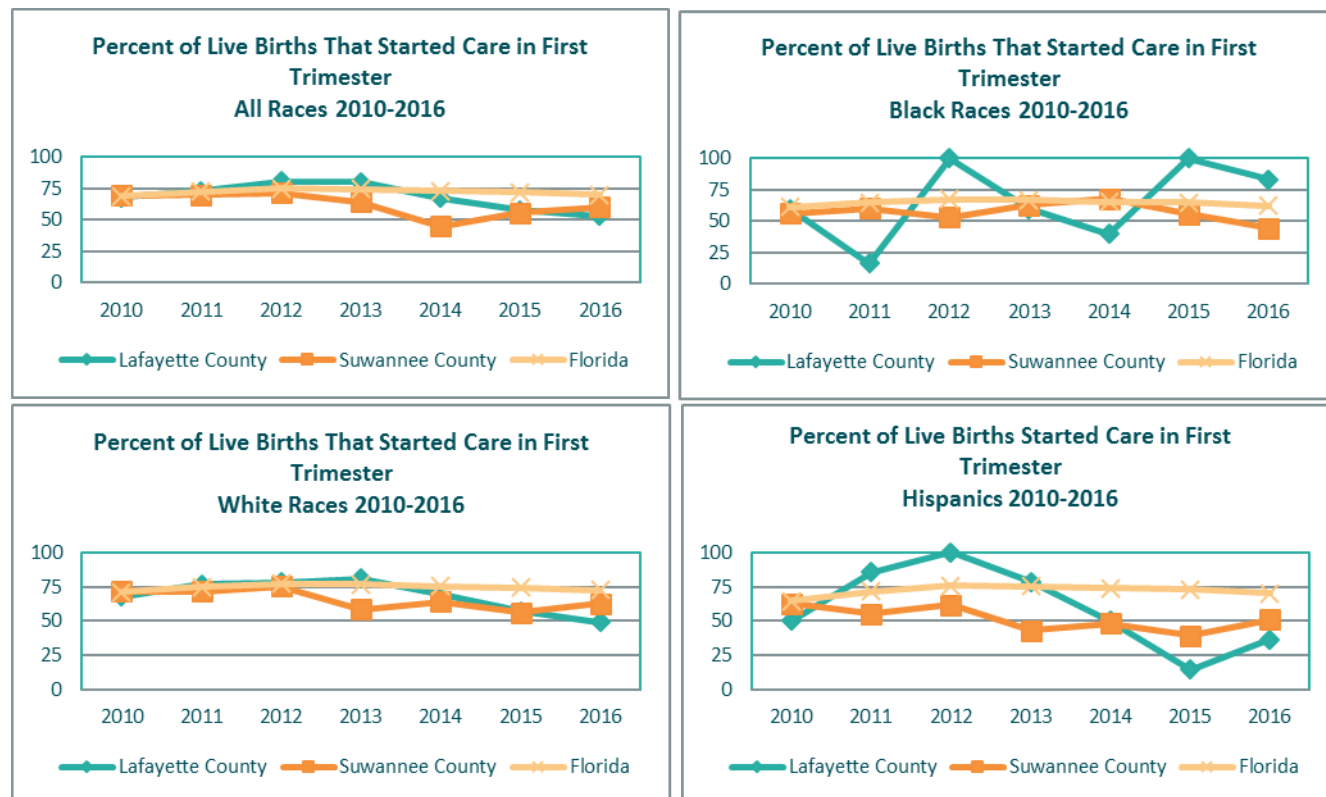 Percent of Live Births That Started Care in First
Trimester
All Races 2010-2016
100
75
50
25
0
2010 2011 2012 2013 2014 2015 2016
Lafayette County Suwannee County Florida
Percent of Live Births That Started Care in First
Trimester
Black Races 2010-2016
100
75
50
25
0
2010 2011 2012 2013 2014 2015 2016
Lafayette County Suwannee County Florida
Percent of Live Births That Started Care in First
Trimester
White Races 2010-2016
100
75
50
25
0
2010 2011 2012 2013 2014 2015 2016
Lafayette County Suwannee County Florida
Percent of Live Births Started Care in First
Trimester
Hispanics 2010-2016
100
75
50
25
0
2010 2011 2012 2013 2014 2015 2016
Lafayette County Suwannee County Florida